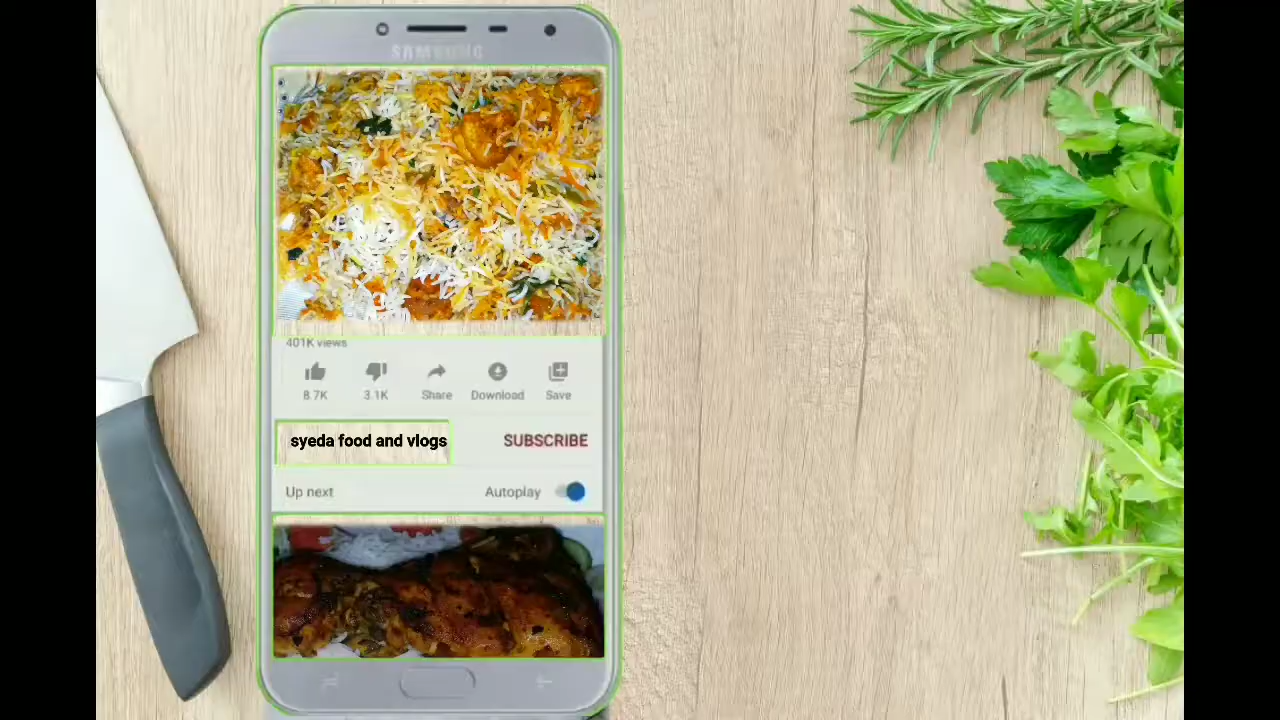 SAMSUNG
401K views
8.7K 3.1K Share Download Save
syeda food and vlogs SUBSCRIBE
Up next Autoplay